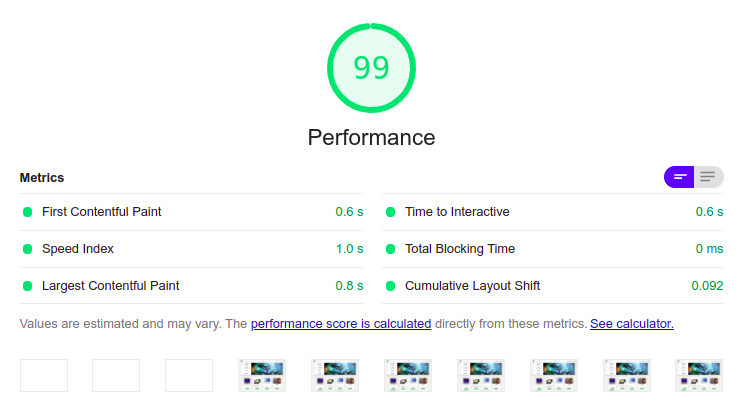 99
Performance
Metrics
First Contentful Paint 0.6 s
Time to Interactive 0.6 s
Speed Index 1.0 s
Total Blocking Time 0 ms
Largest Contentful Paint 0.8 s
Cumulative Layout Shift 0.092
Values are estimated and may vary. The performance score is calculated directly from these metrics. See calculator.